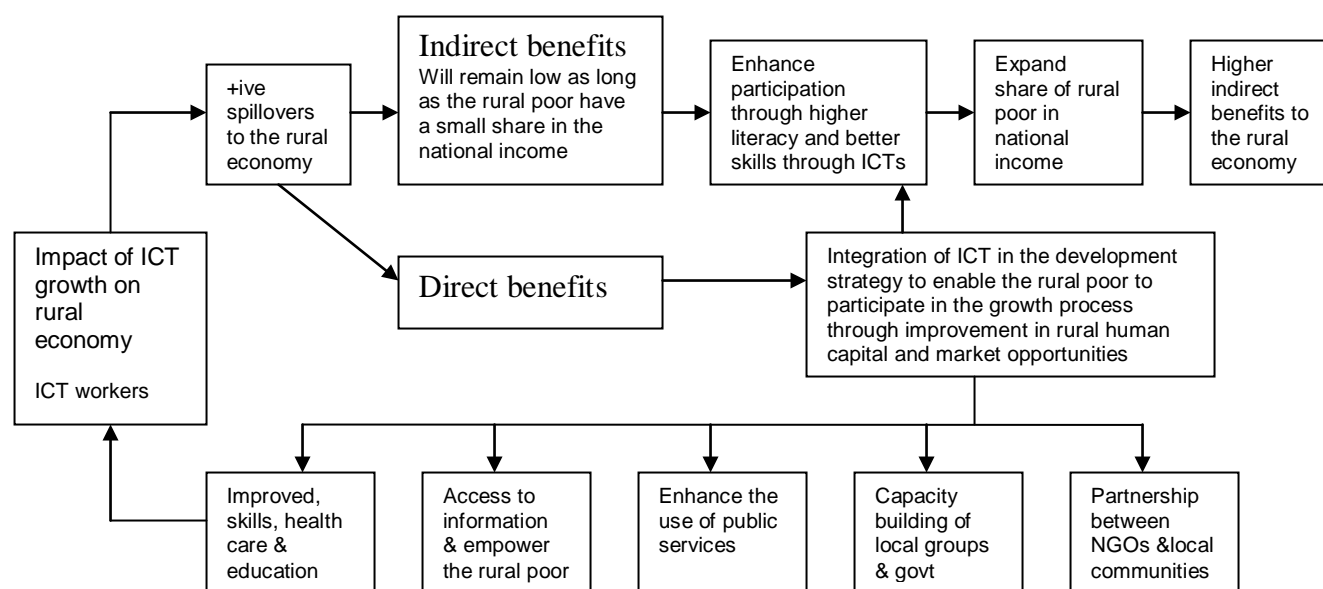 +ive
spillovers
to the rural
economy
Indirect benefits
Will remain low as long
as the rural poor have
a small share in the
national income
Enhance
participation
through higher
literacy and better
skills through ICTs
Expand
share of rural
poor in
national
income
Higher
indirect
benefits to
the rural
economy
Impact of ICT
growth on
rural
economy
ICT workers
Direct benefits
Integration of ICT in the development
strategy to enable the rural poor to
participate in the growth process
through improvement in rural human
capital and market opportunities
Improved,
skills, health
care &
education
Access to
information
& empower
the rural poor
Enhance the
use of public
services
Capacity
building of
local groups
& govt
Partnership
between
NGOs &local
communities